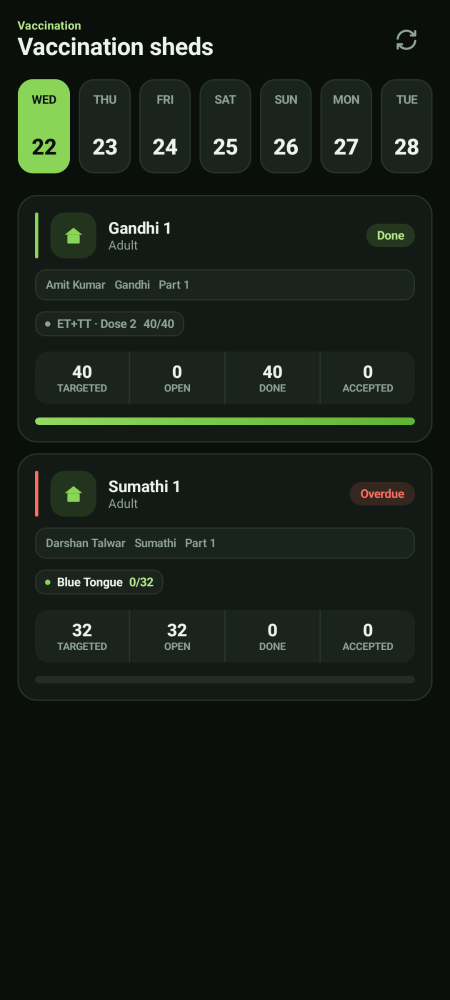 Vaccination
Vaccination sheds
WED THU FRI SAT SUN MON TUE
22 23 24 25 26 27 28
Gandhi 1
Adult
Done
Amit Kumar Gandhi Part 1
ET+TT · Dose 2 40/40
40 0 40 0
TARGETED OPEN DONE ACCEPTED
Sumathi 1
Adult
Overdue
Darshan Talwar Sumathi Part 1
Blue Tongue 0/32
32 32 0 0
TARGETED OPEN DONE ACCEPTED